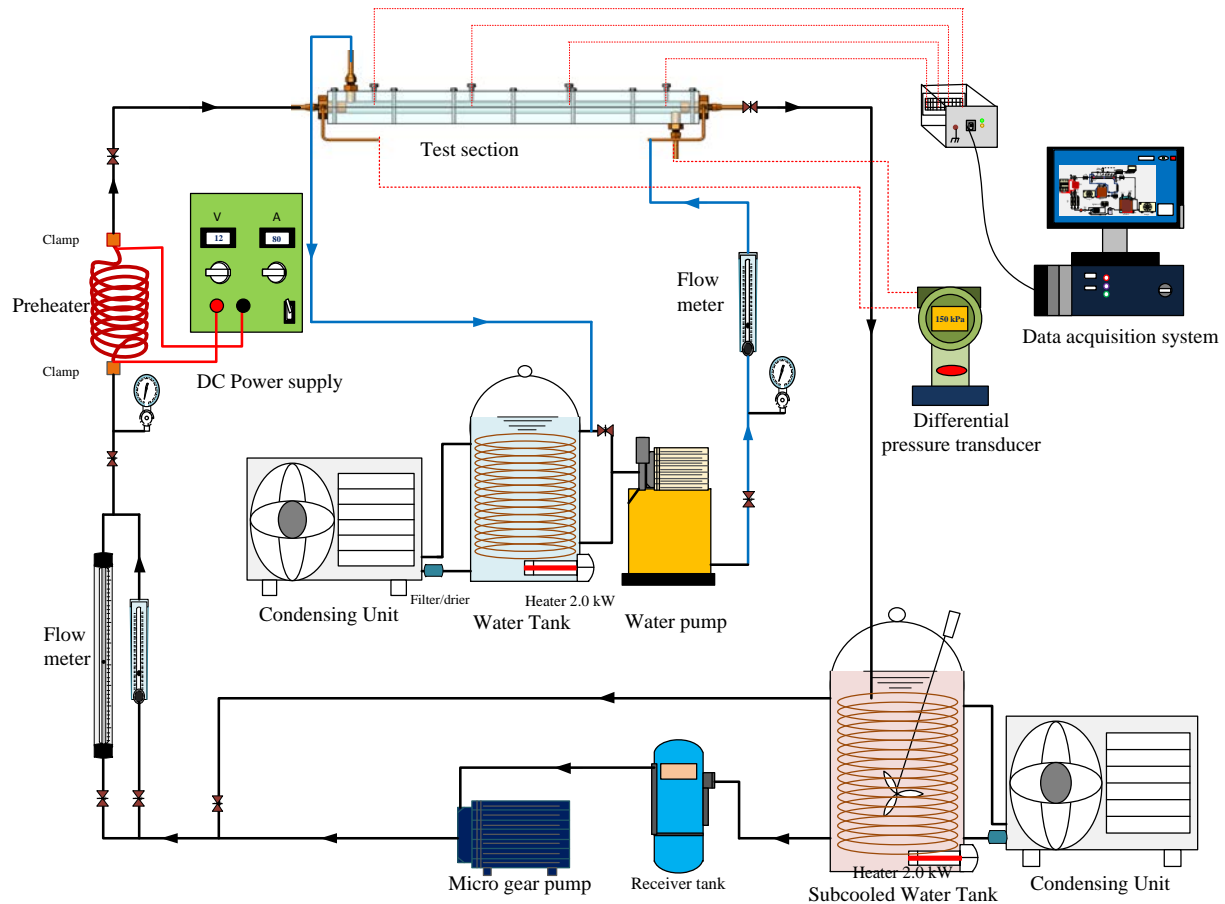 Test section
V
A
12
80
Clamp
Preheater
Clamp
DC Power supply
Flow
meter
150 kPa
Data acquisition system
Differential
pressure transducer
Filter/drier
Heater 2.0 kW
Condensing Unit
Water Tank
Water pump
Flow
meter
Micro gear pump
Receiver tank
Heater 2.0 kW
Subcooled Water Tank
Condensing Unit